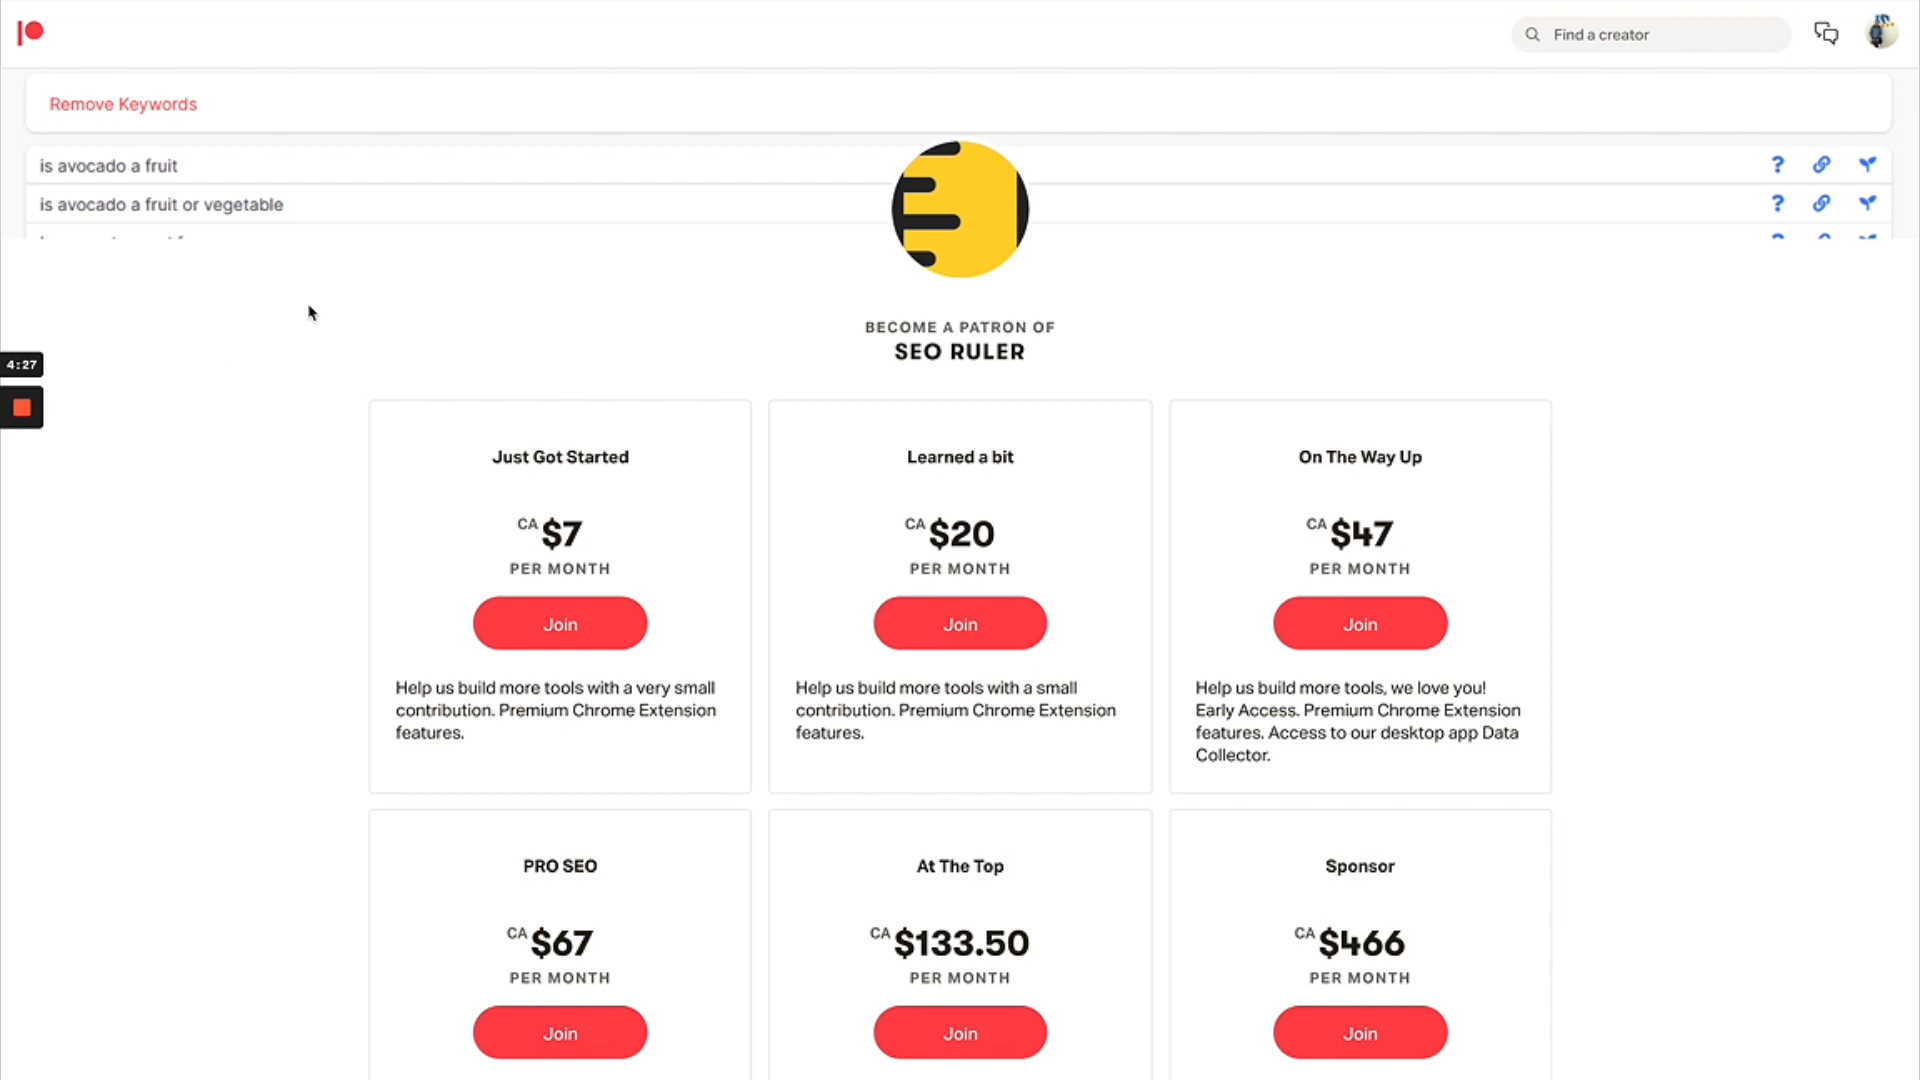 Find a creator
Remove Keywords
is avocado a fruit
is avocado a fruit or vegetable
BECOME A PATRON OF
SEO RULER
4:27
Just Got Started
CA $7
PER MONTH
Join
Help us build more tools with a very small
contribution. Premium Chrome Extension
features.
Learned a bit
CA $20
PER MONTH
Join
Help us build more tools with a small
contribution. Premium Chrome Extension
features.
On The Way Up
CA $47
PER MONTH
Join
Help us build more tools, we love you!
Early Access. Premium Chrome Extension
features. Access to our desktop app Data
Collector.
PRO SEO
CA $67
PER MONTH
Join
At The Top
CA $133.50
PER MONTH
Join
Sponsor
CA $466
PER MONTH
Join